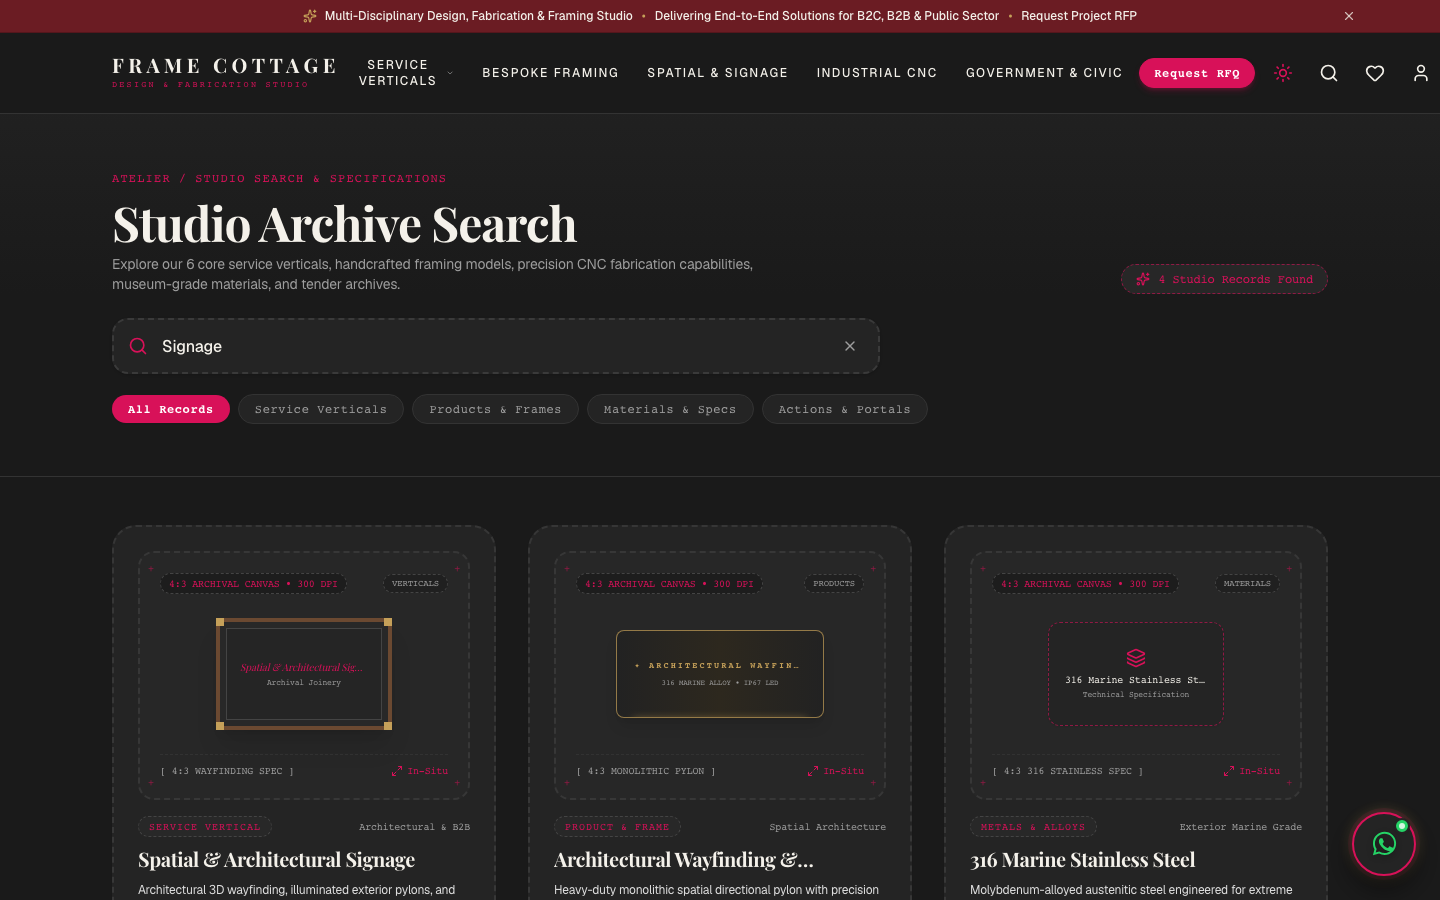 Multi-Disciplinary Design, Fabrication & Framing Studio • Delivering End-to-End Solutions for B2C, B2B & Public Sector • Request Project RFP
FRAME COTTAGE
DESIGN & FABRICATION STUDIO
SERVICE VERTICALS
BESPOKE FRAMING
SPATIAL & SIGNAGE
INDUSTRIAL CNC
GOVERNMENT & CIVIC
Request RFQ
ATELIER / STUDIO SEARCH & SPECIFICATIONS
Studio Archive Search
Explore our 6 core service verticals, handcrafted framing models, precision CNC fabrication capabilities,
museum-grade materials, and tender archives.
4 Studio Records Found
Signage
All Records
Service Verticals
Products & Frames
Materials & Specs
Actions & Portals
4:3 ARCHIVAL CANVAS • 300 DPI
VERTICALS
Spatial & Architectural Sig...
Archival Joinery
[ 4:3 WAYFINDING SPEC ]
In-Situ
SERVICE VERTICAL
Architectural & B2B
Spatial & Architectural Signage
Architectural 3D wayfinding, illuminated exterior pylons, and
4:3 ARCHIVAL CANVAS • 300 DPI
PRODUCTS
✦ ARCHITECTURAL WAYFIN…
316 MARINE ALLOY • IP67 LED
[ 4:3 MONOLITHIC PYLON ]
In-Situ
PRODUCT & FRAME
Spatial Architecture
Architectural Wayfinding &...
Heavy-duty monolithic spatial directional pylon with precision
4:3 ARCHIVAL CANVAS • 300 DPI
MATERIALS
316 Marine Stainless St…
Technical Specification
[ 4:3 316 STAINLESS SPEC ]
In-Situ
METALS & ALLOYS
Exterior Marine Grade
316 Marine Stainless Steel
Molybdenum-alloyed austenitic steel engineered for extreme